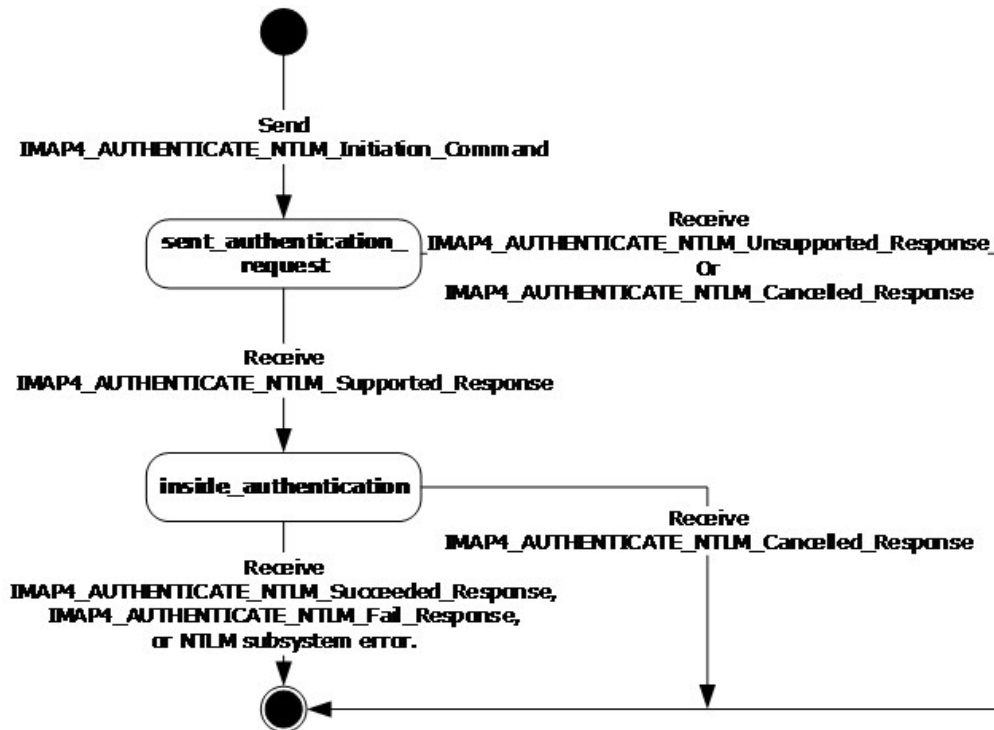 Send
IMAP4_AUTHENTICATE_NTLM_Initiation_Command
sent_authentication_
request
Receive
IMAP4_AUTHENTICATE_NTLM_Unsupported_Response
Or
IMAP4_AUTHENTICATE_NTLM_Cancelled_Response
Receive
IMAP4_AUTHENTICATE_NTLM_Supported_Response
inside_authentication
Receive
IMAP4_AUTHENTICATE_NTLM_Cancelled_Response
Receive
IMAP4_AUTHENTICATE_NTLM_Succeeded_Response,
IMAP4_AUTHENTICATE_NTLM_Fail_Response,
or NTLM subsystem error.